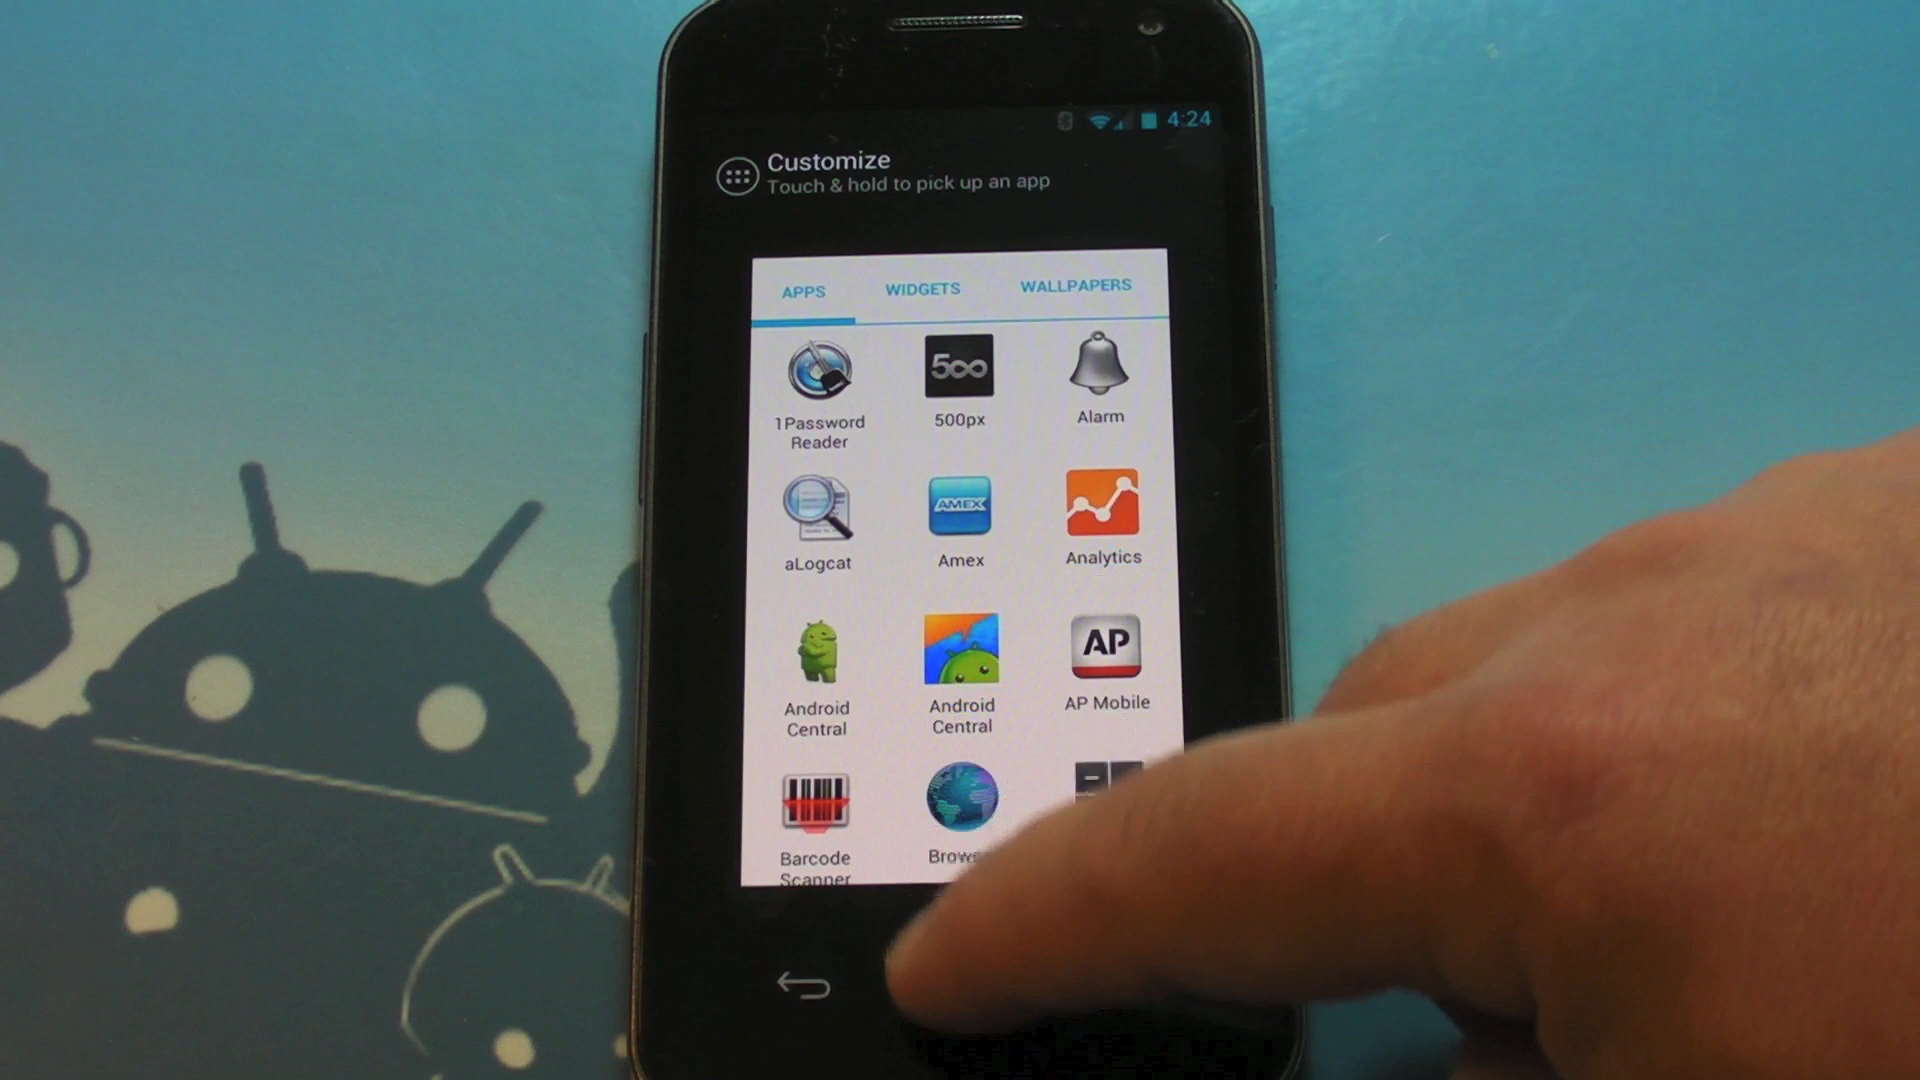 4:24
Customize
Touch & hold to pick up an app
APPS WIDGETS WALLPAPERS
500
1Password
Reader
500px
Alarm
AMEX
aLogcat
Amex
Analytics
AP
Android
Central
Android
Central
AP Mobile
Barcode
Scanner